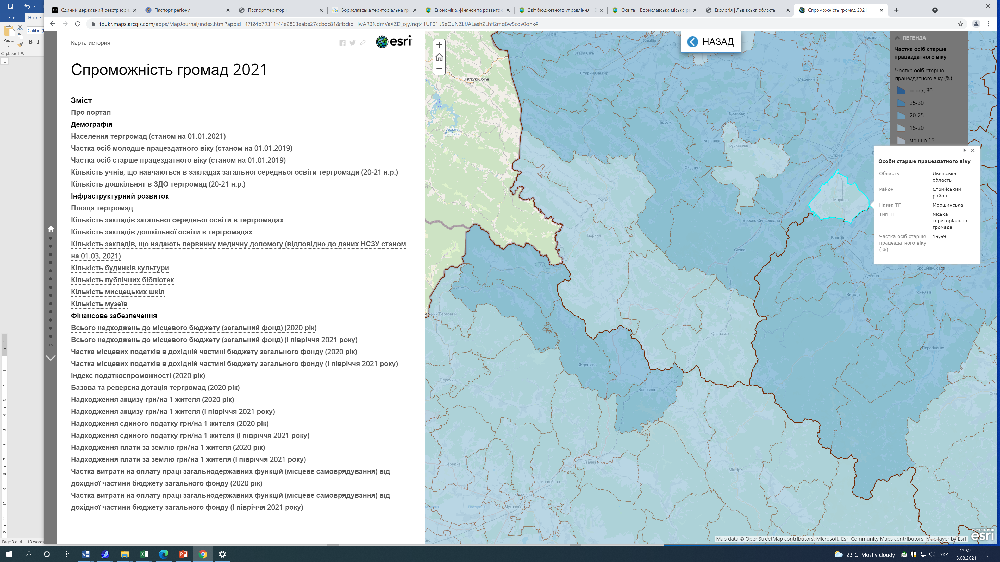 File
Home
Paste
Clipboard
Calibri (
B I
Page 3 of 4
13 words
Єдиний державний реєстр юри
Паспорт регіону
Паспорт території
Бориславська територіальна гр
Економіка, фінанси та розвиток
Звіт бюджетного управління – Б
Освіта – Бориславська міська р
Екологія | Львівська область
Спроможність громад 2021
tdukr.maps.arcgis.com/apps/MapJournal/index.html?appid=47f24b79311f44e2863eabe27ccbdc81&fbclid=IwAR3NdmVaXZD_ojyJnqt41UF01jJ5eOuNZLfJALashZLhfl2mg8w5cdv0ohk#
Карта-история
esri
Спроможність громад 2021
Зміст
Про портал
Демографія
Населення тергромад (станом на 01.01.2021)
Частка осіб молодше працездатного віку (станом на 01.01.2019)
Частка осіб старше працездатного віку (станом на 01.01.2019)
Кількість учнів, що навчаються в закладах загальної середньої освіти тергромади (20-21 н.р.)
Кількість дошкільнят в ЗДО тергромад (20-21 н.р.)
Інфраструктурний розвиток
Площа тергромад
Кількість закладів загальної середньої освіти в тергромадах
Кількість закладів дошкільної освіти в тергромадах
Кількість закладів, що надають первинну медичну допомогу (відповідно до даних НСЗУ станом
на 01.03. 2021)
Кількість будинків культури
Кількість публічних бібліотек
Кількість мисцецьких шкіл
Кількість музеїв
Фінансове забезпечення
Всього надходжень до місцевого бюджету (загальний фонд) (2020 рік)
Всього надходжень до місцевого бюджету (загальний фонд) (І півріччя 2021 року)
Частка місцевих податків в дохідній частині бюджету загального фонду (2020 рік)
Частка місцевих податків в дохідній частині бюджету загального фонду (І півріччя 2021 року)
Індекс податкоспроможності (2020 рік)
Базова та реверсна дотація тергромад (2020 рік)
Надходження акцизу грн/на 1 жителя (2020 рік)
Надходження акцизу грн/на 1 жителя (І півріччя 2021 року)
Надходження єдиного податку грн/на 1 жителя (2020 рік)
Надходження єдиного податку грн/на 1 жителя (І півріччя 2021 року)
Надходження плати за землю грн/на 1 жителя (2020 рік)
Надходження плати за землю грн/на 1 жителя (І півріччя 2021 року)
Частка витрати на оплату праці загальнодержавних функцій (місцеве самоврядування) від
дохідної частини бюджету загального фонду (2020 рік)
Частка витрати на оплату праці загальнодержавних функцій (місцеве самоврядування) від
дохідної частини бюджету загального фонду (І півріччя 2021 року)
15
НАЗАД
Хирів
Самбір
Миколаїв
Стара Сіль
Старий Самбір
Ustrzyki Dolne
Меденичі
Jezioro
Solińskie
Дрогобич
Підбуж
Борислав
Трускавець
Стрий
Східниця
Турка
Моршин
Верхнє Синьовидне
Бориня
Болехів
Сколе
Брошнів-Осада
Долина
Вигода
Рожнятів
Славське
Перегінське
Жденієво
Перечин
Воловець
Середнє
Свалява
Міжгір'я
Чинадійово
Кольчино
Мукачево
Латориця
ЛЕГЕНДА
Частка осіб старше
працездатного віку
Частка осіб старше
працездатного віку (%)
понад 30
25-30
20-25
15-20
менше 15
Особи старше працездатного віку
Область Львівська
область
Район Стрийський
район
Назва ТГ Моршинська
Тип ТГ міська
територіальна
громада
Частка осіб старше 19,69
працездатного віку
(%)
Map data © OpenStreetMap contributors, Microsoft, Esri Community Maps contributors, Map layer by Esri
POWERED BY
esri
23°C Mostly cloudy
УКР
13:52
13.08.2021